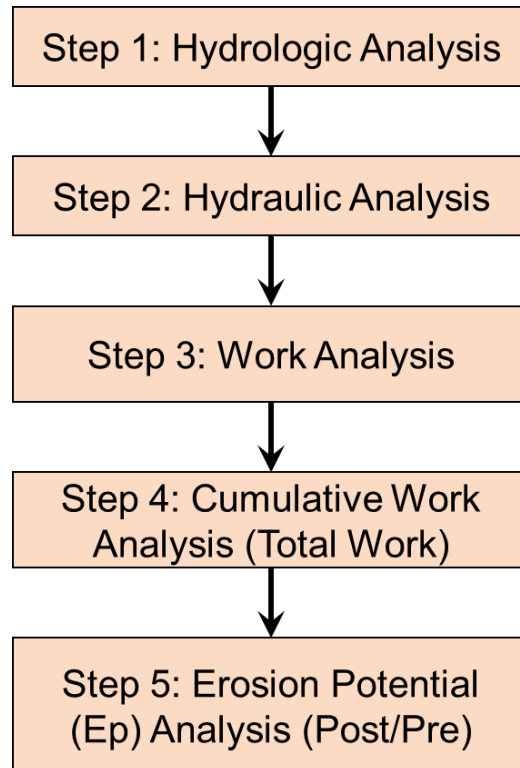 Step 1: Hydrologic Analysis
Step 2: Hydraulic Analysis
Step 3: Work Analysis
Step 4: Cumulative Work
Analysis (Total Work)
Step 5: Erosion Potential
(Ep) Analysis (Post/Pre)